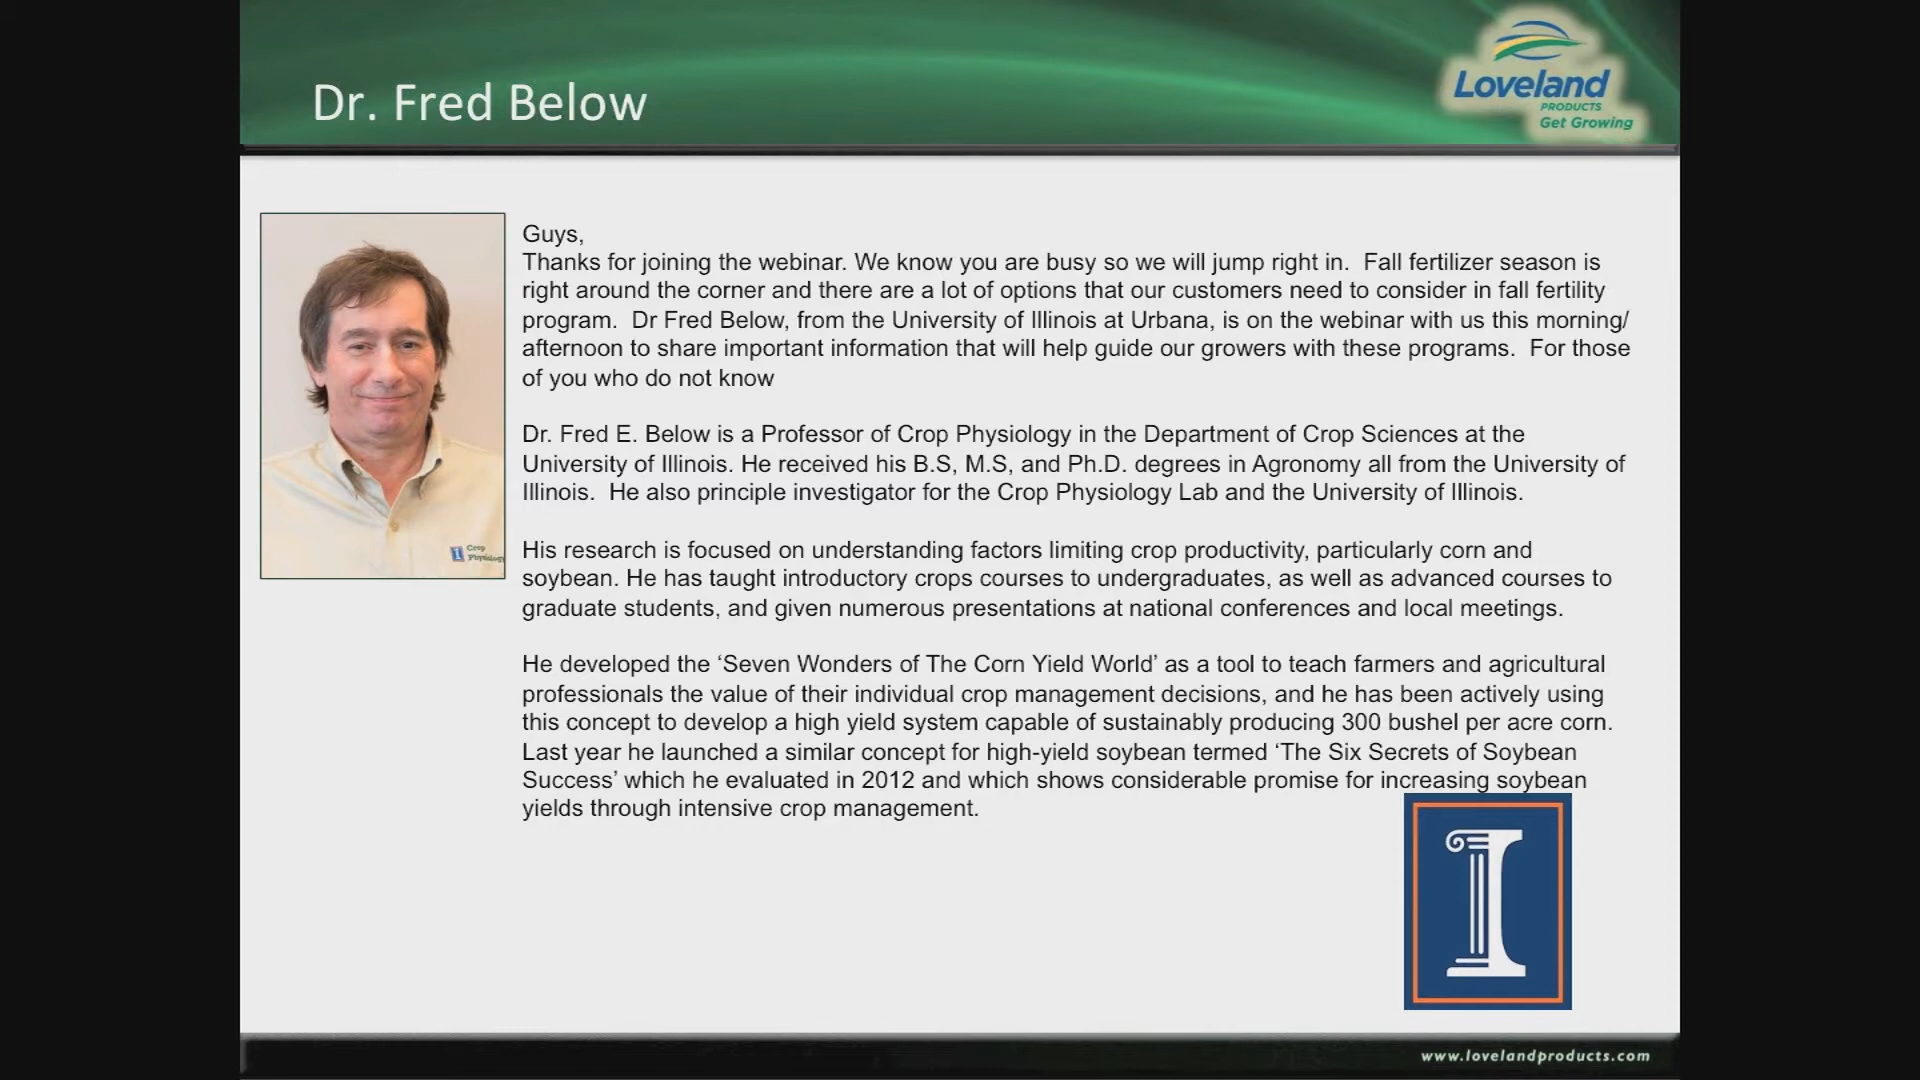 Dr. Fred Below
Loveland
PRODUCTS
Get Growing
Guys,
Thanks for joining the webinar. We know you are busy so we will jump right in.  Fall fertilizer season is
right around the corner and there are a lot of options that our customers need to consider in fall fertility
program.  Dr Fred Below, from the University of Illinois at Urbana, is on the webinar with us this morning/
afternoon to share important information that will help guide our growers with these programs.  For those
of you who do not know
Dr. Fred E. Below is a Professor of Crop Physiology in the Department of Crop Sciences at the
University of Illinois. He received his B.S, M.S, and Ph.D. degrees in Agronomy all from the University of
Illinois.  He also principle investigator for the Crop Physiology Lab and the University of Illinois.
His research is focused on understanding factors limiting crop productivity, particularly corn and
soybean. He has taught introductory crops courses to undergraduates, as well as advanced courses to
graduate students, and given numerous presentations at national conferences and local meetings.
He developed the ‘Seven Wonders of The Corn Yield World’ as a tool to teach farmers and agricultural
professionals the value of their individual crop management decisions, and he has been actively using
this concept to develop a high yield system capable of sustainably producing 300 bushel per acre corn.
Last year he launched a similar concept for high-yield soybean termed ‘The Six Secrets of Soybean
Success’ which he evaluated in 2012 and which shows considerable promise for increasing soybean
yields through intensive crop management.
I
Crop
Physiology
I
www.lovelandproducts.com